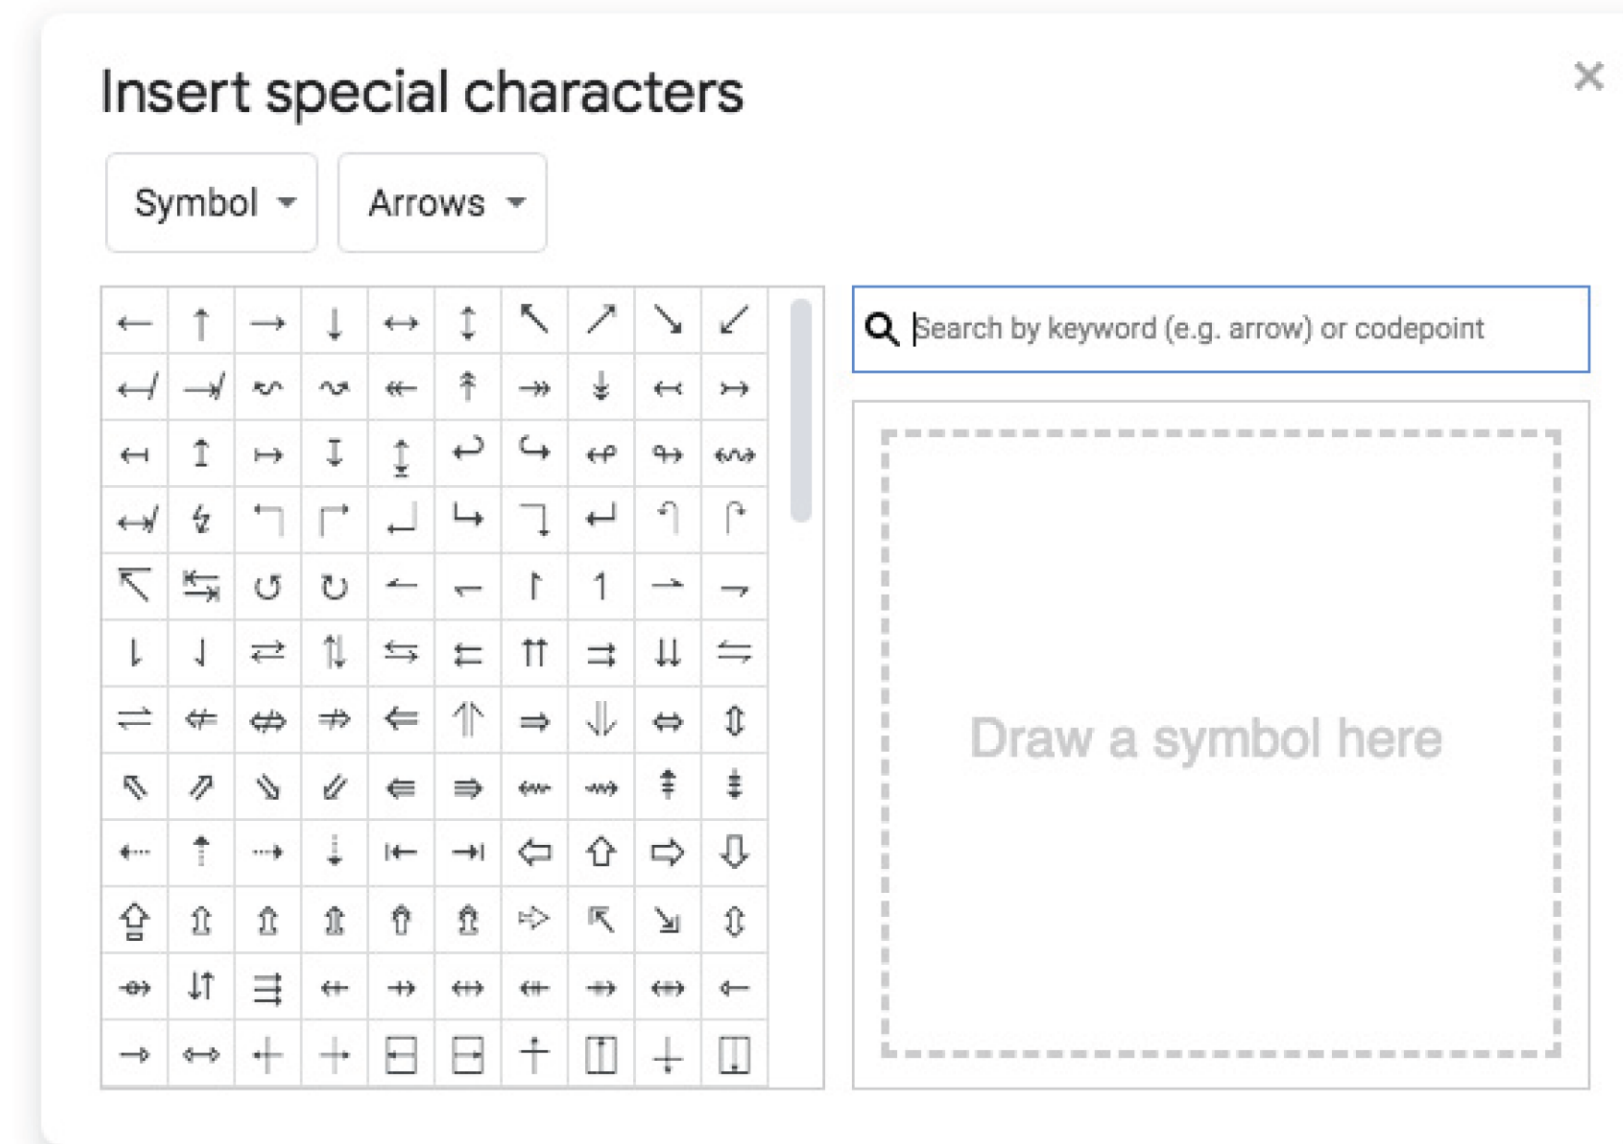 Insert special characters
×
Symbol
Arrows
Search by keyword (e.g. arrow) or codepoint
← ↑ → ↓ ↔ ↕ ↖ ↗ ↘ ↙
↚ ↛ ↜ ↝ ↞ ↟ ↠ ↡ ↢ ↣
↤ ↥ ↦ ↧ ↨ ↩ ↪ ↫ ↬ ↭
↮ ↯ ↰ ↱ ↲ ↳ ↴ ↵ ↶ ↷
↸ ↹ ↺ ↻ ↼ ↽ ↾ ↿ ⇀ ⇁
⇂ ⇃ ⇄ ⇅ ⇆ ⇇ ⇈ ⇉ ⇊ ⇋
⇌ ⇍ ⇎ ⇏ ⇐ ⇑ ⇒ ⇓ ⇔ ⇕
⇖ ⇗ ⇘ ⇙ ⇚ ⇛ ⇜ ⇝ ⇞ ⇟
⇠ ⇡ ⇢ ⇣ ⇤ ⇥ ⇦ ⇧ ⇨ ⇩
⇪ ⇫ ⇬ ⇭ ⇮ ⇯ ⇰ ⇱ ⇲ ⇳
⇴ ⇵ ⇶ ⇷ ⇸ ⇹ ⇺ ⇻ ⇼ ⇽
⇾ ⇿ ⍅ ⍆ ⍇ ⍈ ⍏ ⍐ ⍖ ⍗
Draw a symbol here